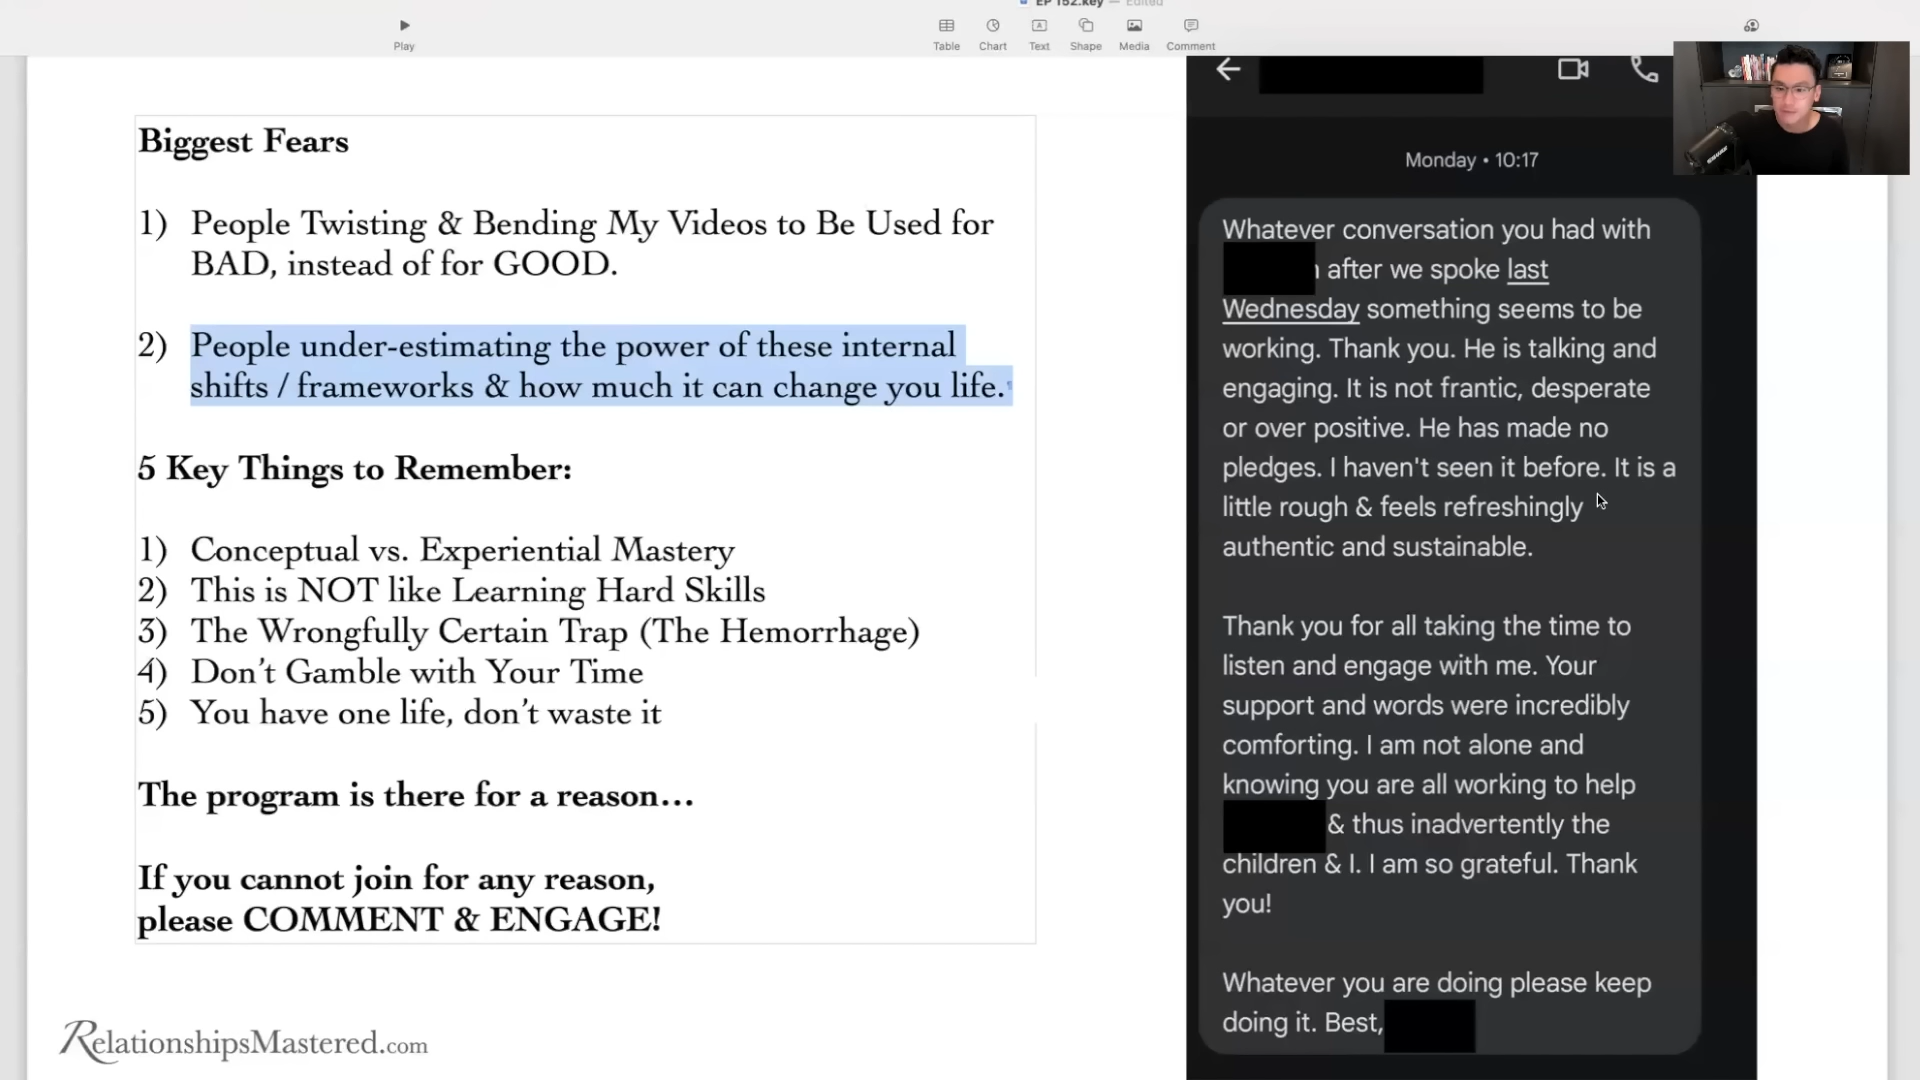 EP 152.key — Edited
Play
Table
Chart
Text
Shape
Media
Comment
Biggest Fears
1) People Twisting & Bending My Videos to Be Used for
BAD, instead of for GOOD.
2) People under-estimating the power of these internal
shifts / frameworks & how much it can change you life.
5 Key Things to Remember:
1) Conceptual vs. Experiential Mastery
2) This is NOT like Learning Hard Skills
3) The Wrongfully Certain Trap (The Hemorrhage)
4) Don’t Gamble with Your Time
5) You have one life, don’t waste it
The program is there for a reason…
If you cannot join for any reason,
please COMMENT & ENGAGE!
RelationshipsMastered.com
Monday • 10:17
Whatever conversation you had with
after we spoke last
Wednesday something seems to be
working. Thank you. He is talking and
engaging. It is not frantic, desperate
or over positive. He has made no
pledges. I haven't seen it before. It is a
little rough & feels refreshingly
authentic and sustainable.
Thank you for all taking the time to
listen and engage with me. Your
support and words were incredibly
comforting. I am not alone and
knowing you are all working to help
& thus inadvertently the
children & I. I am so grateful. Thank
you!
Whatever you are doing please keep
doing it. Best,